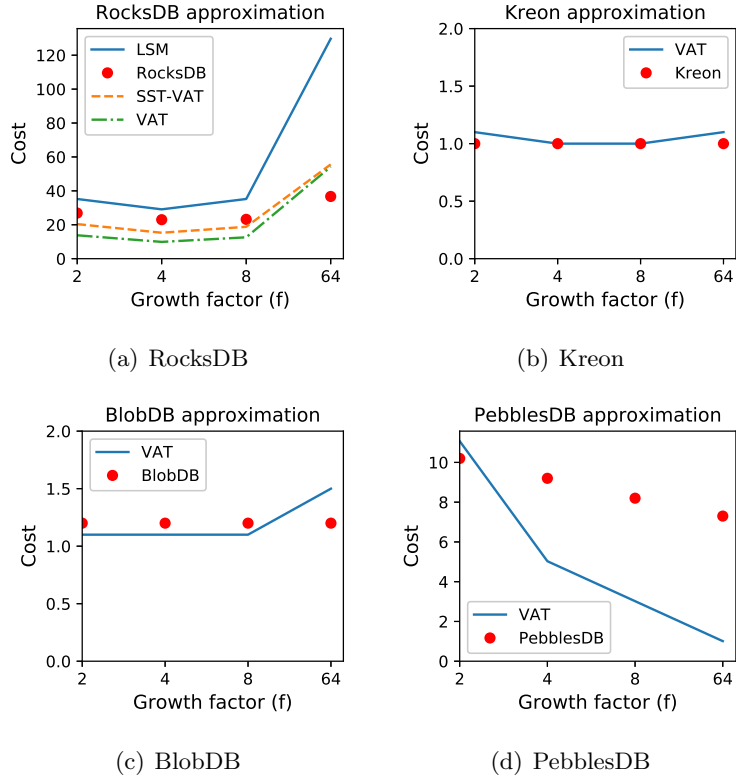 RocksDB approximation
LSM
RocksDB
SST-VAT
VAT
120
100
80
60
40
20
0
Cost
2 4 8 64
Growth factor (f)
(a) RocksDB
Kreon approximation
VAT
Kreon
2.0
1.5
1.0
0.5
0.0
Cost
2 4 8 64
Growth factor (f)
(b) Kreon
BlobDB approximation
VAT
BlobDB
2.0
1.5
1.0
0.5
0.0
Cost
2 4 8 64
Growth factor (f)
(c) BlobDB
PebblesDB approximation
10
8
6
4
2
0
Cost
VAT
PebblesDB
2 4 8 64
Growth factor (f)
(d) PebblesDB